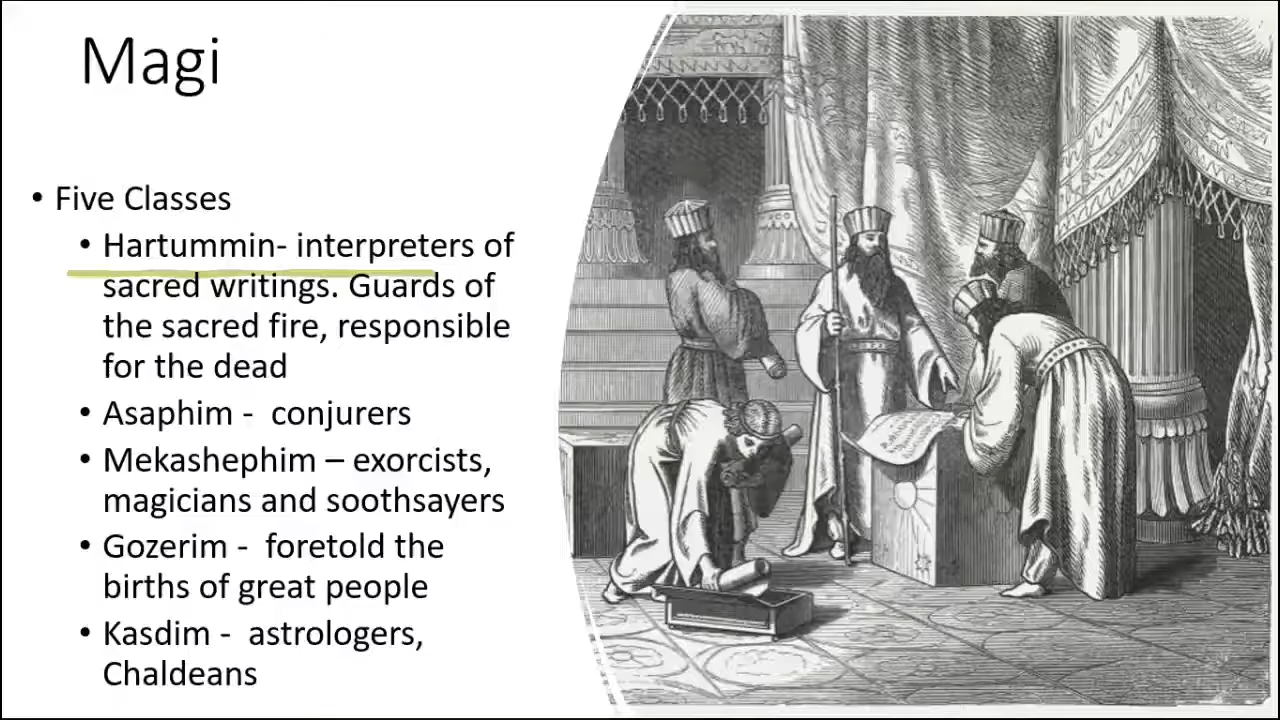 Magi
• Five Classes
• Hartummin- interpreters of
sacred writings. Guards of
the sacred fire, responsible
for the dead
• Asaphim -  conjurers
• Mekashephim – exorcists,
magicians and soothsayers
• Gozerim -  foretold the
births of great people
• Kasdim -  astrologers,
Chaldeans